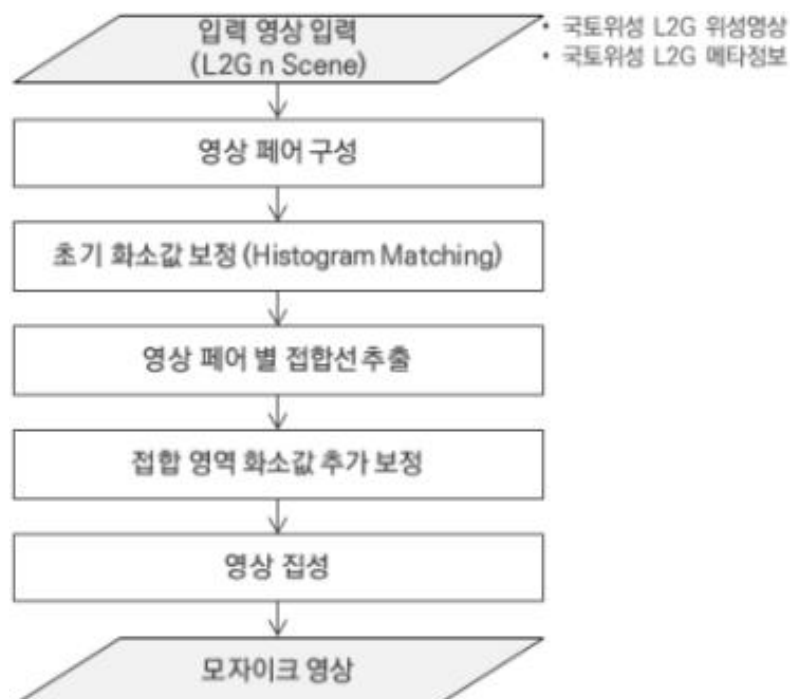 입력 영상 입력
(L2G n Scene)
• 국토위성 L2G 위성영상
• 국토위성 L2G 메타정보
영상 페어 구성
초기 화소값 보정 (Histogram Matching)
영상 페어 별 접합선 추출
접합 영역 화소값 추가 보정
영상 집성
모자이크 영상